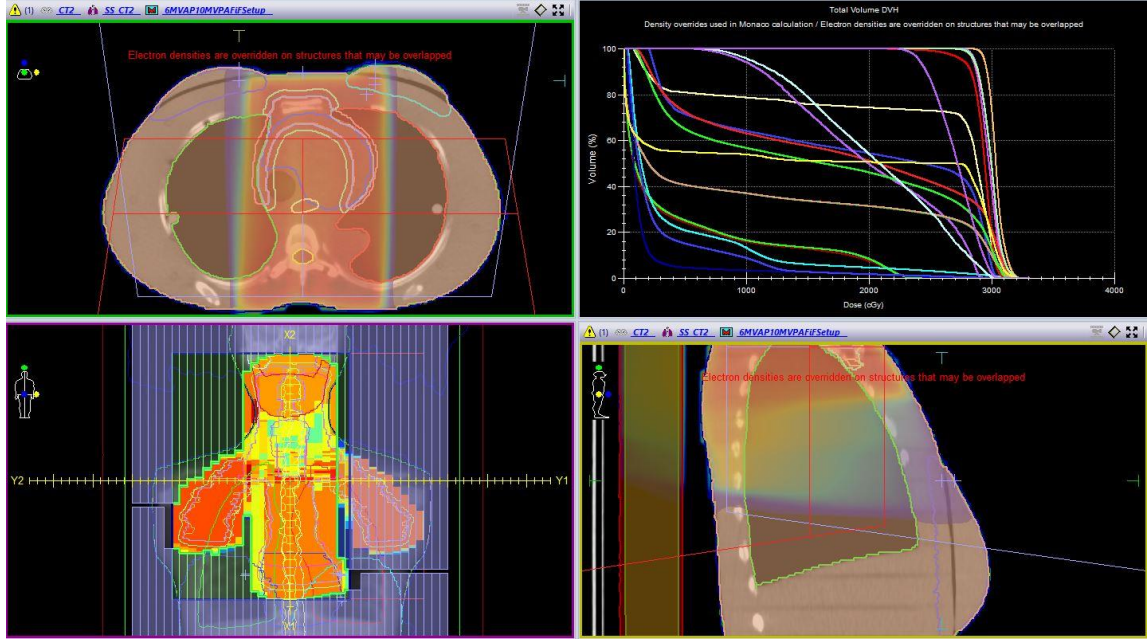 (1) CT2 SS_CT2 6MVAP10MVPAFiFSetup
Electron densities are overridden on structures that may be overlapped
Total Volume DVH
Density overrides used in Monaco calculation / Electron densities are overridden on structures that may be overlapped
Volume (%)
100
80
60
40
20
0
0 1000 2000 3000 4000
Dose (cGy)
X2
Y2
Y1
(1) CT2 SS_CT2 6MVAP10MVPAFiFSetup
Electron densities are overridden on structures that may be overlapped